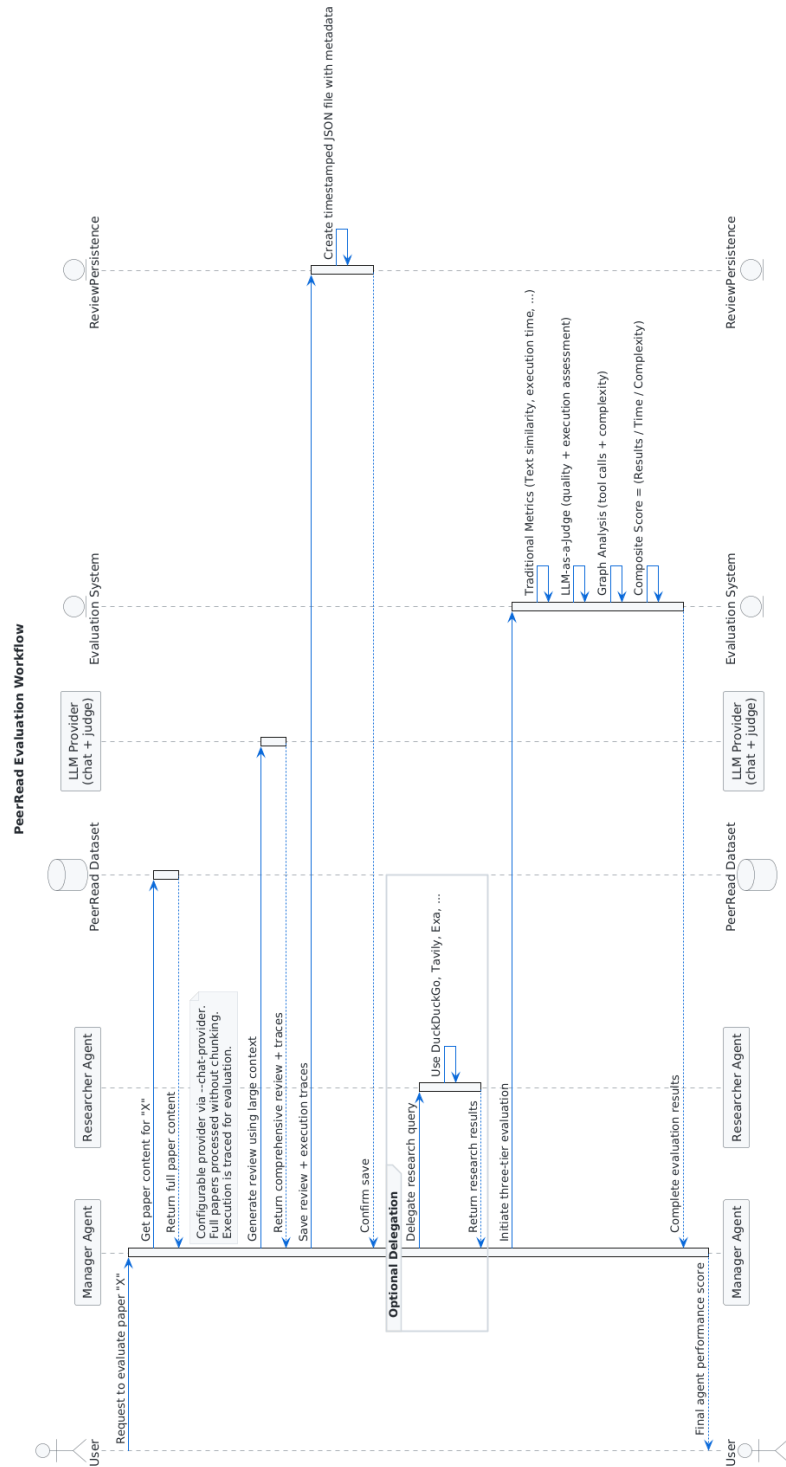 PeerRead Evaluation Workflow
User
Manager Agent
Researcher Agent
PeerRead Dataset
LLM Provider
(chat + judge)
Evaluation System
ReviewPersistence
Request to evaluate paper "X"
Get paper content for "X"
Return full paper content
Configurable provider via --chat-provider.
Full papers processed without chunking.
Execution is traced for evaluation.
Generate review using large context
Return comprehensive review + traces
Save review + execution traces
Create timestamped JSON file with metadata
Confirm save
Optional Delegation
Delegate research query
Use DuckDuckGo, Tavily, Exa, ...
Return research results
Initiate three-tier evaluation
Traditional Metrics (Text similarity, execution time, ...)
LLM-as-a-Judge (quality + execution assessment)
Graph Analysis (tool calls + complexity)
Composite Score = (Results / Time / Complexity)
Complete evaluation results
Final agent performance score
User
Manager Agent
Researcher Agent
PeerRead Dataset
LLM Provider
(chat + judge)
Evaluation System
ReviewPersistence